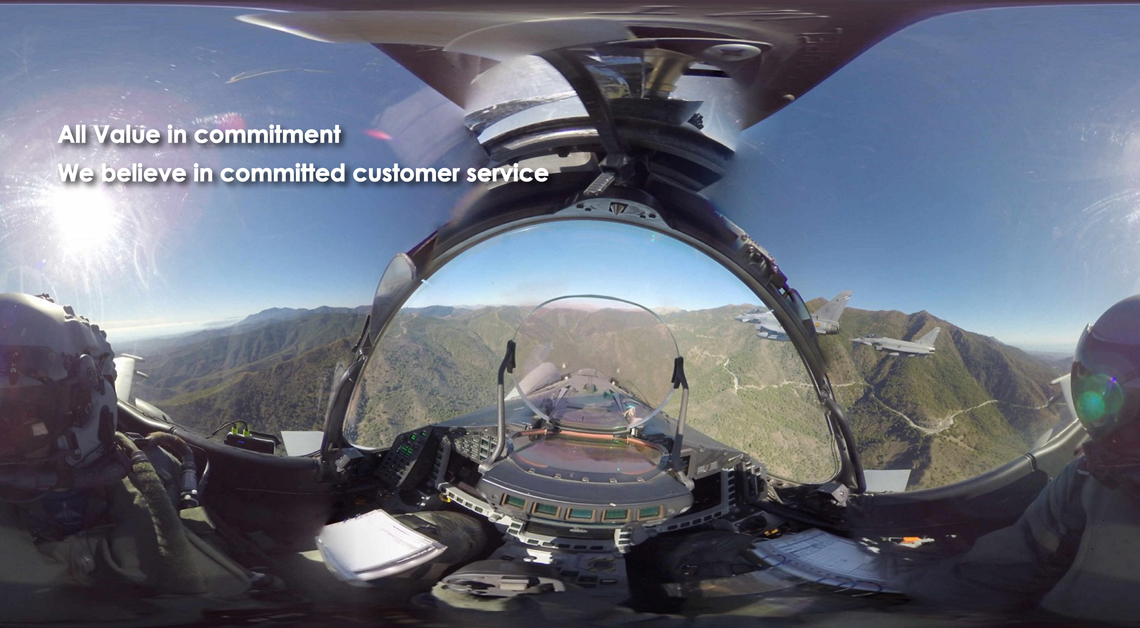 All Value in commitment
We believe in committed customer service